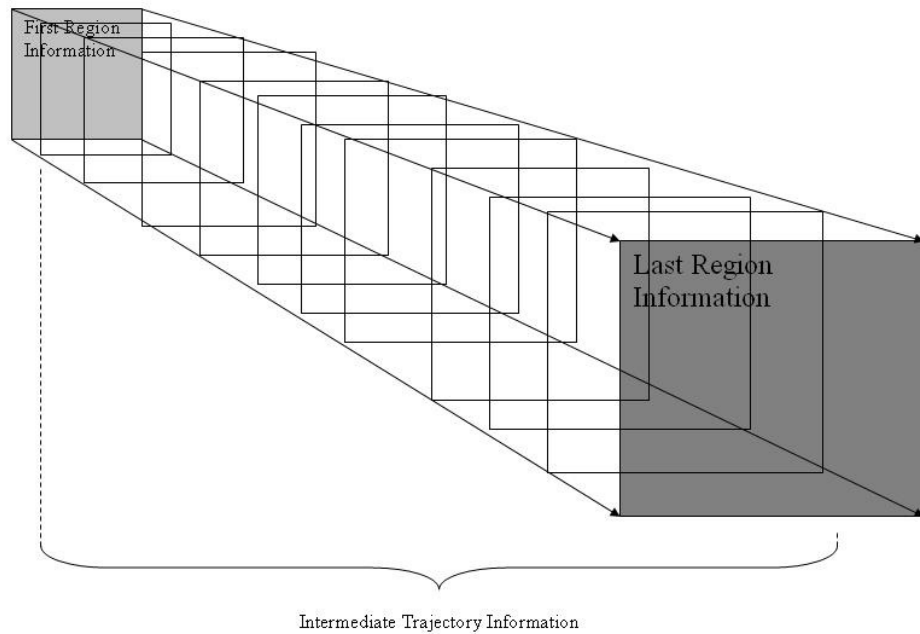 First Region
Information
Last Region
Information
Intermediate Trajectory Information